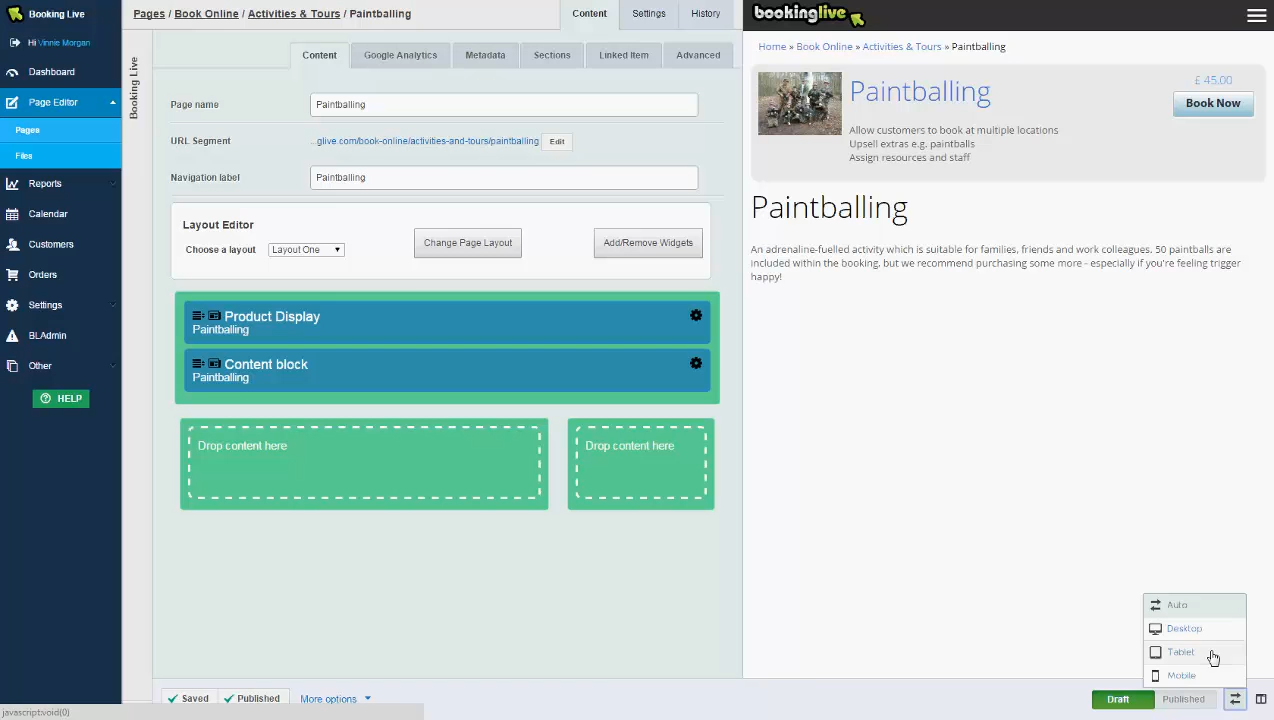 Booking Live
Hi Vinnie Morgan
Dashboard
Page Editor
Pages
Files
Reports
Calendar
Customers
Orders
Settings
BLAdmin
Other
HELP
javascript:void(0)
Booking Live
Pages / Book Online / Activities & Tours / Paintballing
Content Settings History
Content Google Analytics Metadata Sections Linked Item Advanced
Page name Paintballing
URL Segment ...glive.com/book-online/activities-and-tours/paintballing Edit
Navigation label Paintballing
Layout Editor
Choose a layout Layout One Change Page Layout Add/Remove Widgets
Product Display
Paintballing
Content block
Paintballing
Drop content here Drop content here
Saved Published More options
bookinglive
Home » Book Online » Activities & Tours » Paintballing
Paintballing
£ 45.00
Book Now
Allow customers to book at multiple locations
Upsell extras e.g. paintballs
Assign resources and staff
Paintballing
An adrenaline-fuelled activity which is suitable for families, friends and work colleagues. 50 paintballs are
included within the booking, but we recommend purchasing some more - especially if you're feeling trigger
happy!
Auto
Desktop
Tablet
Mobile
Draft Published